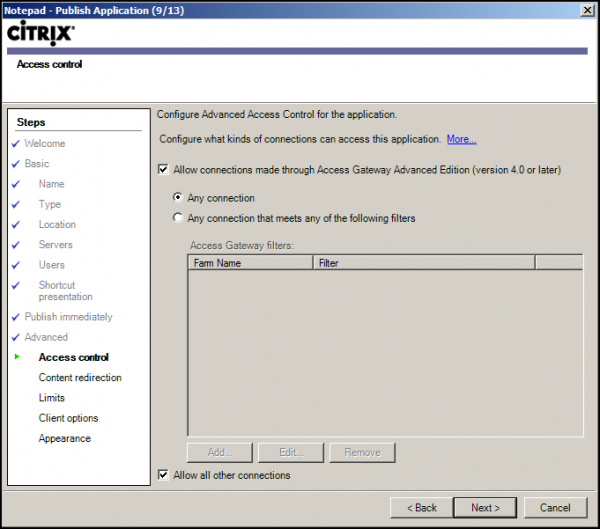 Notepad - Publish Application (9/13)
CITRIX®
Access control
Steps
Welcome
Basic
Name
Type
Location
Servers
Users
Shortcut
presentation
Publish immediately
Advanced
Access control
Content redirection
Limits
Client options
Appearance
Configure Advanced Access Control for the application.
Configure what kinds of connections can access this application. More...
Allow connections made through Access Gateway Advanced Edition (version 4.0 or later)
Any connection
Any connection that meets any of the following filters
Access Gateway filters:
Farm Name Filter
Add... Edit... Remove
Allow all other connections
< Back Next > Cancel